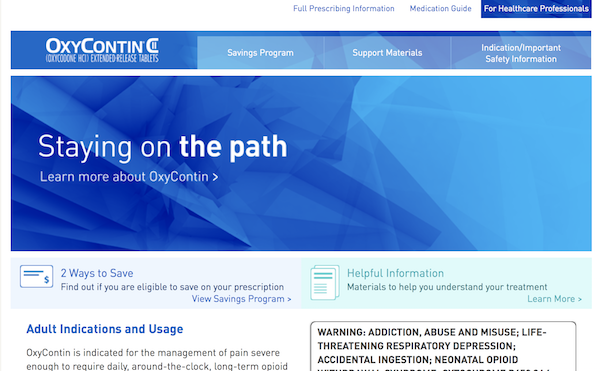 Full Prescribing Information
Medication Guide
For Healthcare Professionals
OXYCONTIN CII
(OXYCODONE HCl) EXTENDED-RELEASE TABLETS
Savings Program
Support Materials
Indication/Important
Safety Information
Staying on the path
Learn more about OxyContin >
2 Ways to Save
Find out if you are eligible to save on your prescription
View Savings Program >
Helpful Information
Materials to help you understand your treatment
Learn More >
Adult Indications and Usage
OxyContin is indicated for the management of pain severe
enough to require daily, around-the-clock, long-term opioid
WARNING: ADDICTION, ABUSE AND MISUSE; LIFE-
THREATENING RESPIRATORY DEPRESSION;
ACCIDENTAL INGESTION; NEONATAL OPIOID